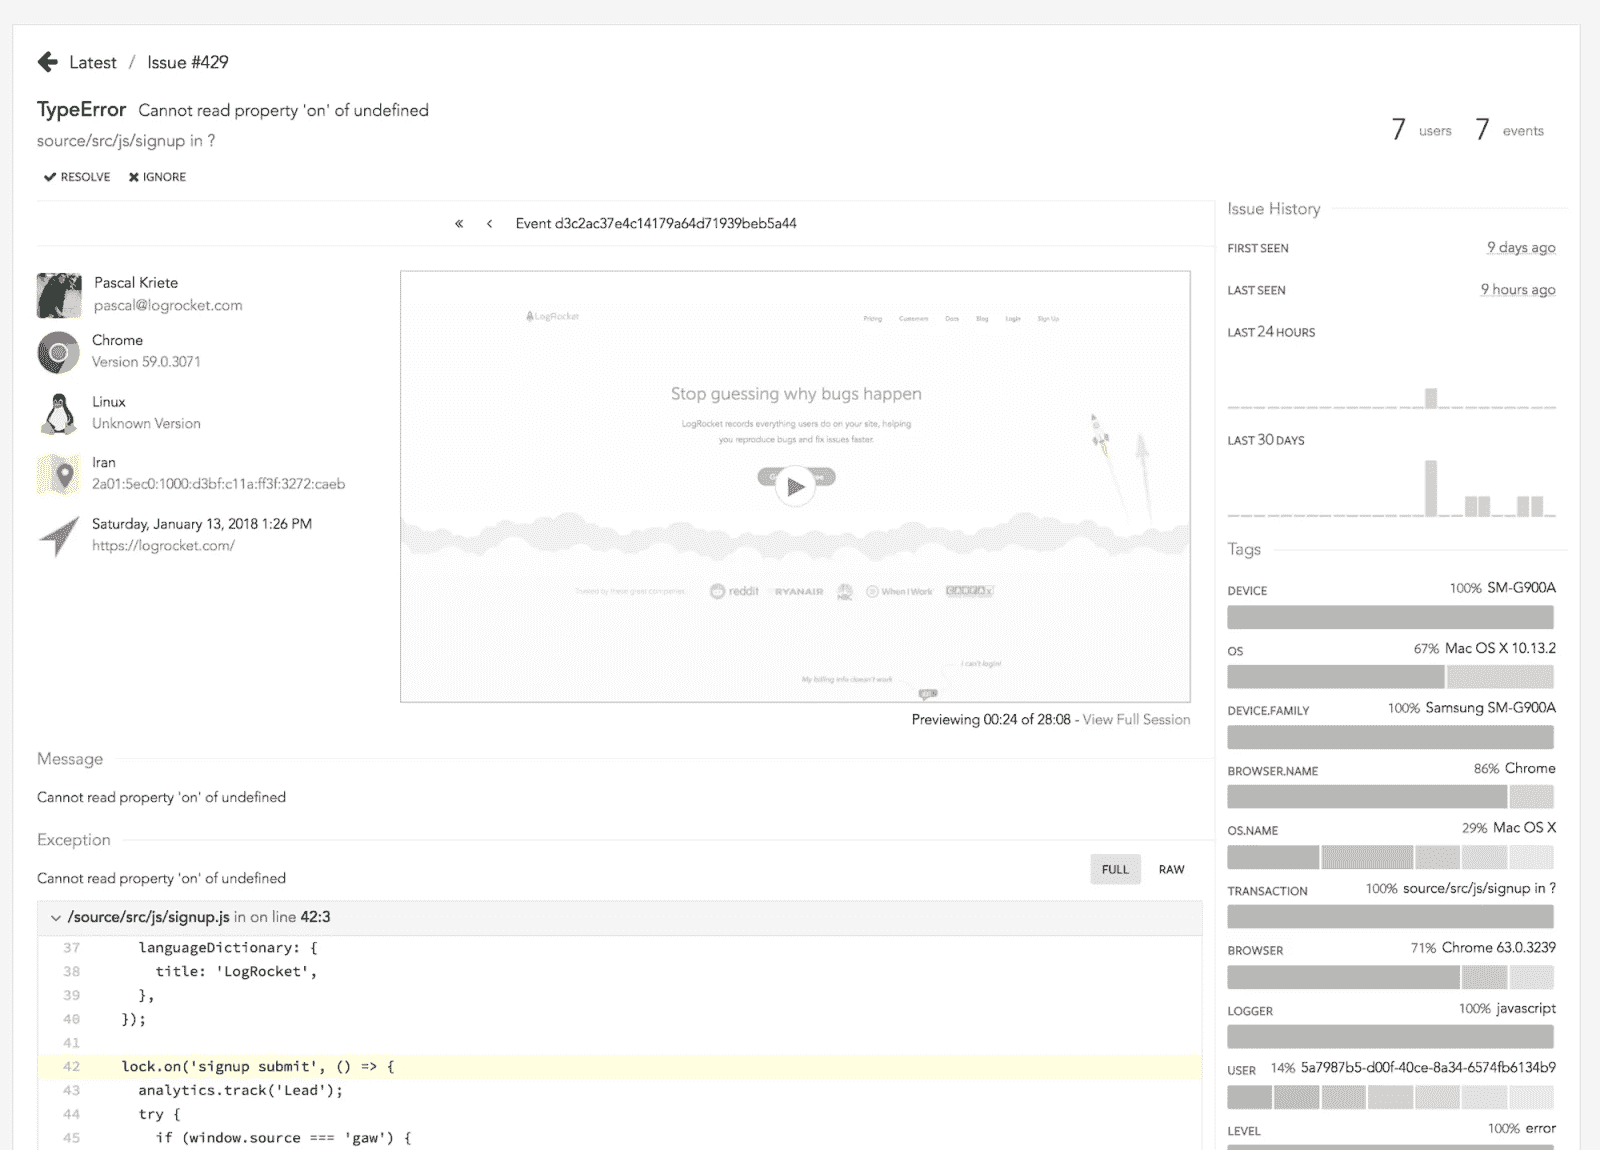 Latest / Issue #429
TypeError Cannot read property 'on' of undefined
source/src/js/signup in ?
7 users 7 events
RESOLVE IGNORE
« ‹ Event d3c2ac37e4c14179a64d71939beb5a44
Pascal Kriete
pascal@logrocket.com
Chrome
Version 59.0.3071
Linux
Unknown Version
Iran
2a01:5ec0:1000:d3bf:c11a:ff3f:3272:caeb
Saturday, January 13, 2018 1:26 PM
https://logrocket.com/
LogRocket
Pricing Customers Docs Blog Login Sign Up
Stop guessing why bugs happen
LogRocket records everything users do on your site, helping
you reproduce bugs and fix issues faster.
Trusted by these great companies
reddit RYANAIR When I Work CARFAX
I can't login!
My billing info doesn't work
Previewing 00:24 of 28:08 - View Full Session
Message
Cannot read property 'on' of undefined
Exception
Cannot read property 'on' of undefined
FULL RAW
/source/src/js/signup.js in on line 42:3
37 languageDictionary: {
38 title: 'LogRocket',
39 },
40 });
41
42 lock.on('signup submit', () => {
43 analytics.track('Lead');
44 try {
45 if (window.source === 'gaw') {
Issue History
FIRST SEEN 9 days ago
LAST SEEN 9 hours ago
LAST 24 HOURS
LAST 30 DAYS
Tags
DEVICE 100% SM-G900A
OS 67% Mac OS X 10.13.2
DEVICE.FAMILY 100% Samsung SM-G900A
BROWSER.NAME 86% Chrome
OS.NAME 29% Mac OS X
TRANSACTION 100% source/src/js/signup in ?
BROWSER 71% Chrome 63.0.3239
LOGGER 100% javascript
USER 14% 5a7987b5-d00f-40ce-8a34-6574fb6134b9
LEVEL 100% error